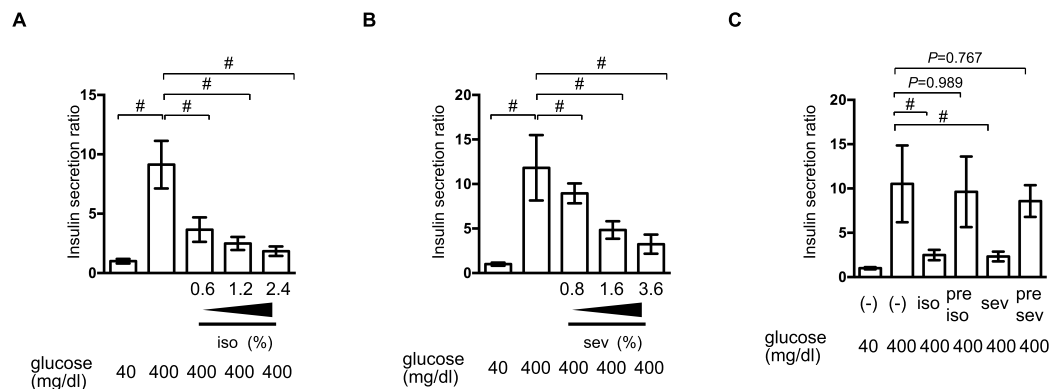 A
#
#
# #
Insulin secretion ratio
15
10
5
0
0.6 1.2 2.4
iso (%)
glucose
(mg/dl)
40 400 400 400 400
B
#
#
# #
Insulin secretion ratio
20
15
10
5
0
0.8 1.6 3.6
sev (%)
glucose
(mg/dl)
40 400 400 400 400
C
P=0.767
P=0.989
#
#
Insulin secretion ratio
20
15
10
5
0
(-) (-) iso pre iso sev pre sev
glucose
(mg/dl)
40 400 400 400 400 400